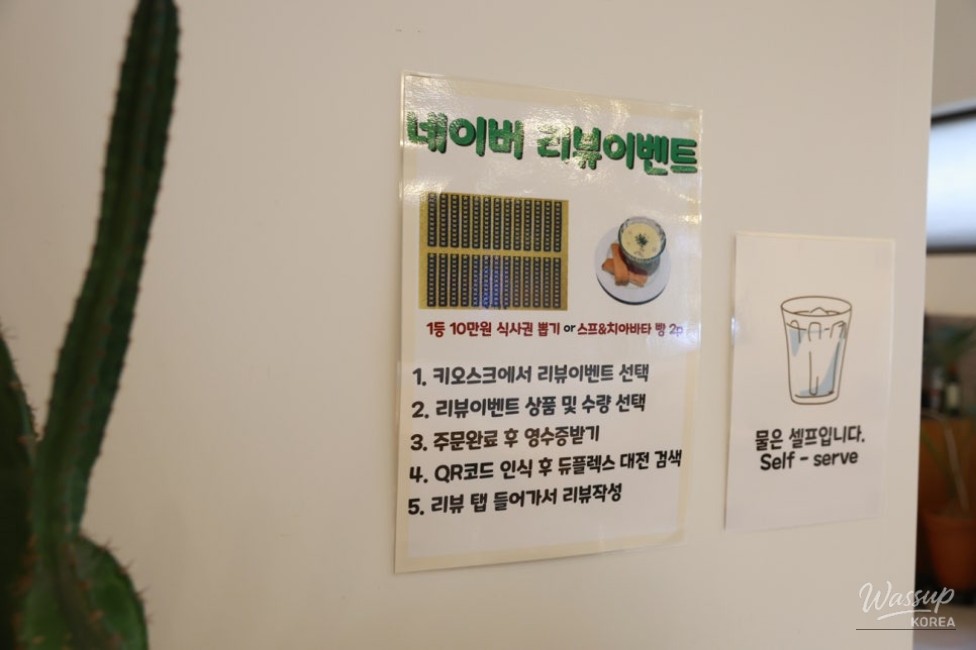 네이버 리뷰이벤트
1등 10만원 식사권 뽑기 or 스프&치아바타 빵 2p
1. 키오스크에서 리뷰이벤트 선택
2. 리뷰이벤트 상품 및 수량 선택
3. 주문완료 후 영수증받기
4. QR코드 인식 후 듀플렉스 대전 검색
5. 리뷰 탭 들어가서 리뷰작성
물은 셀프입니다.
Self - serve
Wassup
KOREA